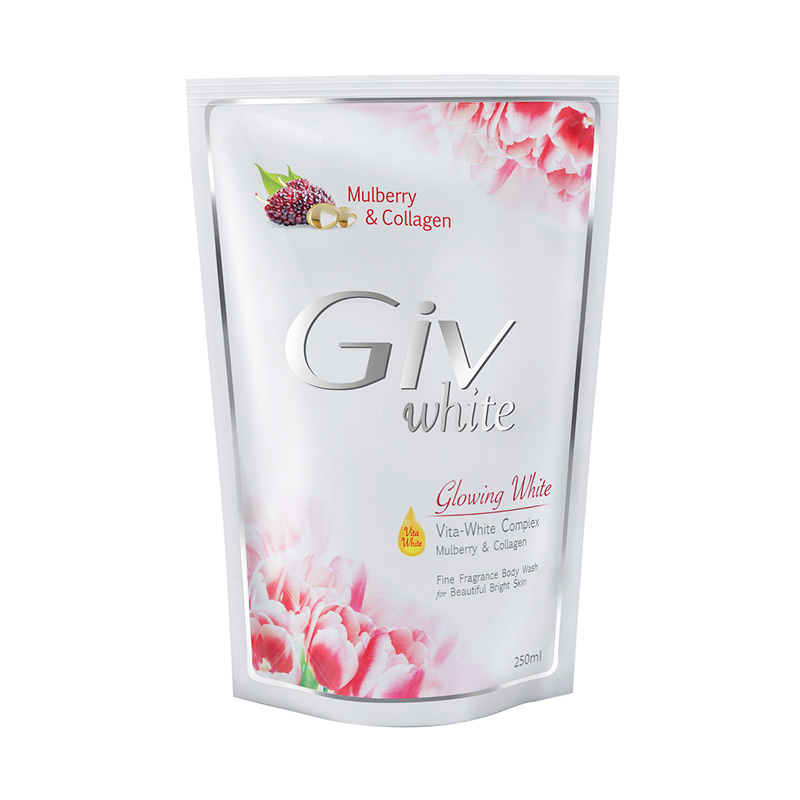 Mulberry
& Collagen
Giv
white
Glowing White
Vita
White
Vita-White Complex
Mulberry & Collagen
Fine Fragrance Body Wash
for Beautiful Bright Skin
250ml